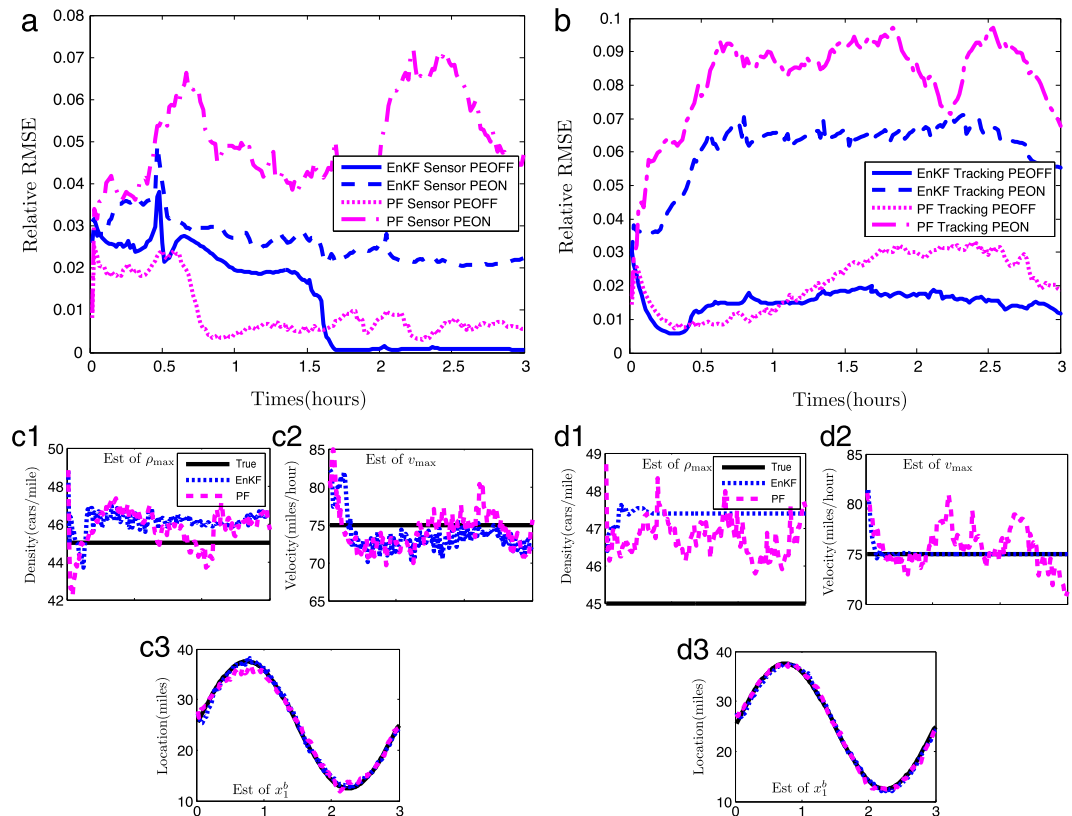 a
0.08
0.07
0.06
0.05
0.04
0.03
0.02
0.01
0
Relative RMSE
EnKF Sensor PEOFF
EnKF Sensor PEON
PF Sensor PEOFF
PF Sensor PEON
0 0.5 1 1.5 2 2.5 3
Times(hours)
b
0.1
0.09
0.08
0.07
0.06
0.05
0.04
0.03
0.02
0.01
0
Relative RMSE
EnKF Tracking PEOFF
EnKF Tracking PEON
PF Tracking PEOFF
PF Tracking PEON
0 0.5 1 1.5 2 2.5 3
Times(hours)
c1
50
48
46
44
42
Density(cars/mile)
Est of ρmax
True
EnKF
PF
c2
85
80
75
70
65
Velocity(miles/hour)
Est of vmax
d1
49
48
47
46
45
Density(cars/mile)
Est of ρmax
True
EnKF
PF
d2
85
80
75
70
Velocity(miles/hour)
Est of vmax
c3
40
30
20
10
Location(miles)
Est of x₁ᵇ
0 1 2 3
d3
40
30
20
10
Location(miles)
Est of x₁ᵇ
0 1 2 3